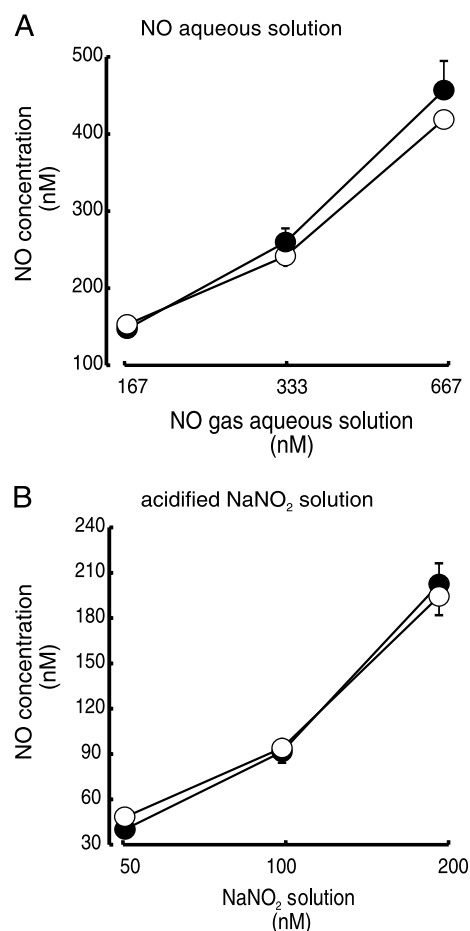 A
NO aqueous solution
NO concentration
(nM)
500
400
300
200
100
167 333 667
NO gas aqueous solution
(nM)
B
acidified NaNO₂ solution
NO concentration
(nM)
240
210
180
150
120
90
60
30
50 100 200
NaNO₂ solution
(nM)